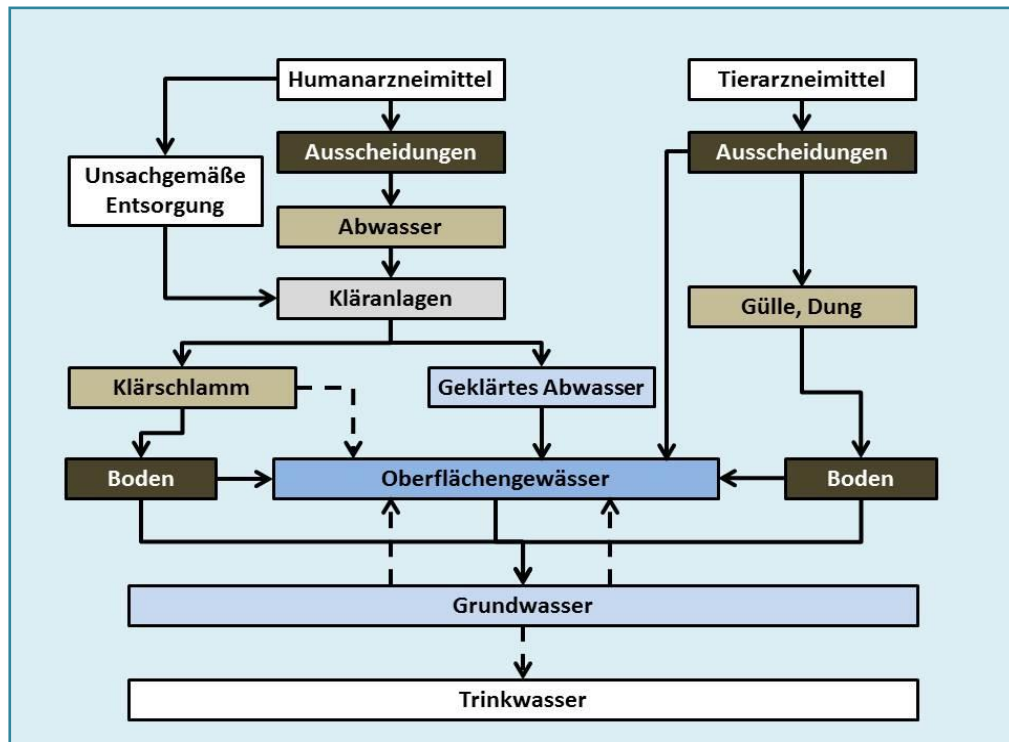 Humanarzneimittel
Tierarzneimittel
Ausscheidungen
Ausscheidungen
Unsachgemäße
Entsorgung
Abwasser
Kläranlagen
Gülle, Dung
Klärschlamm
Geklärtes Abwasser
Boden
Oberflächengewässer
Boden
Grundwasser
Trinkwasser